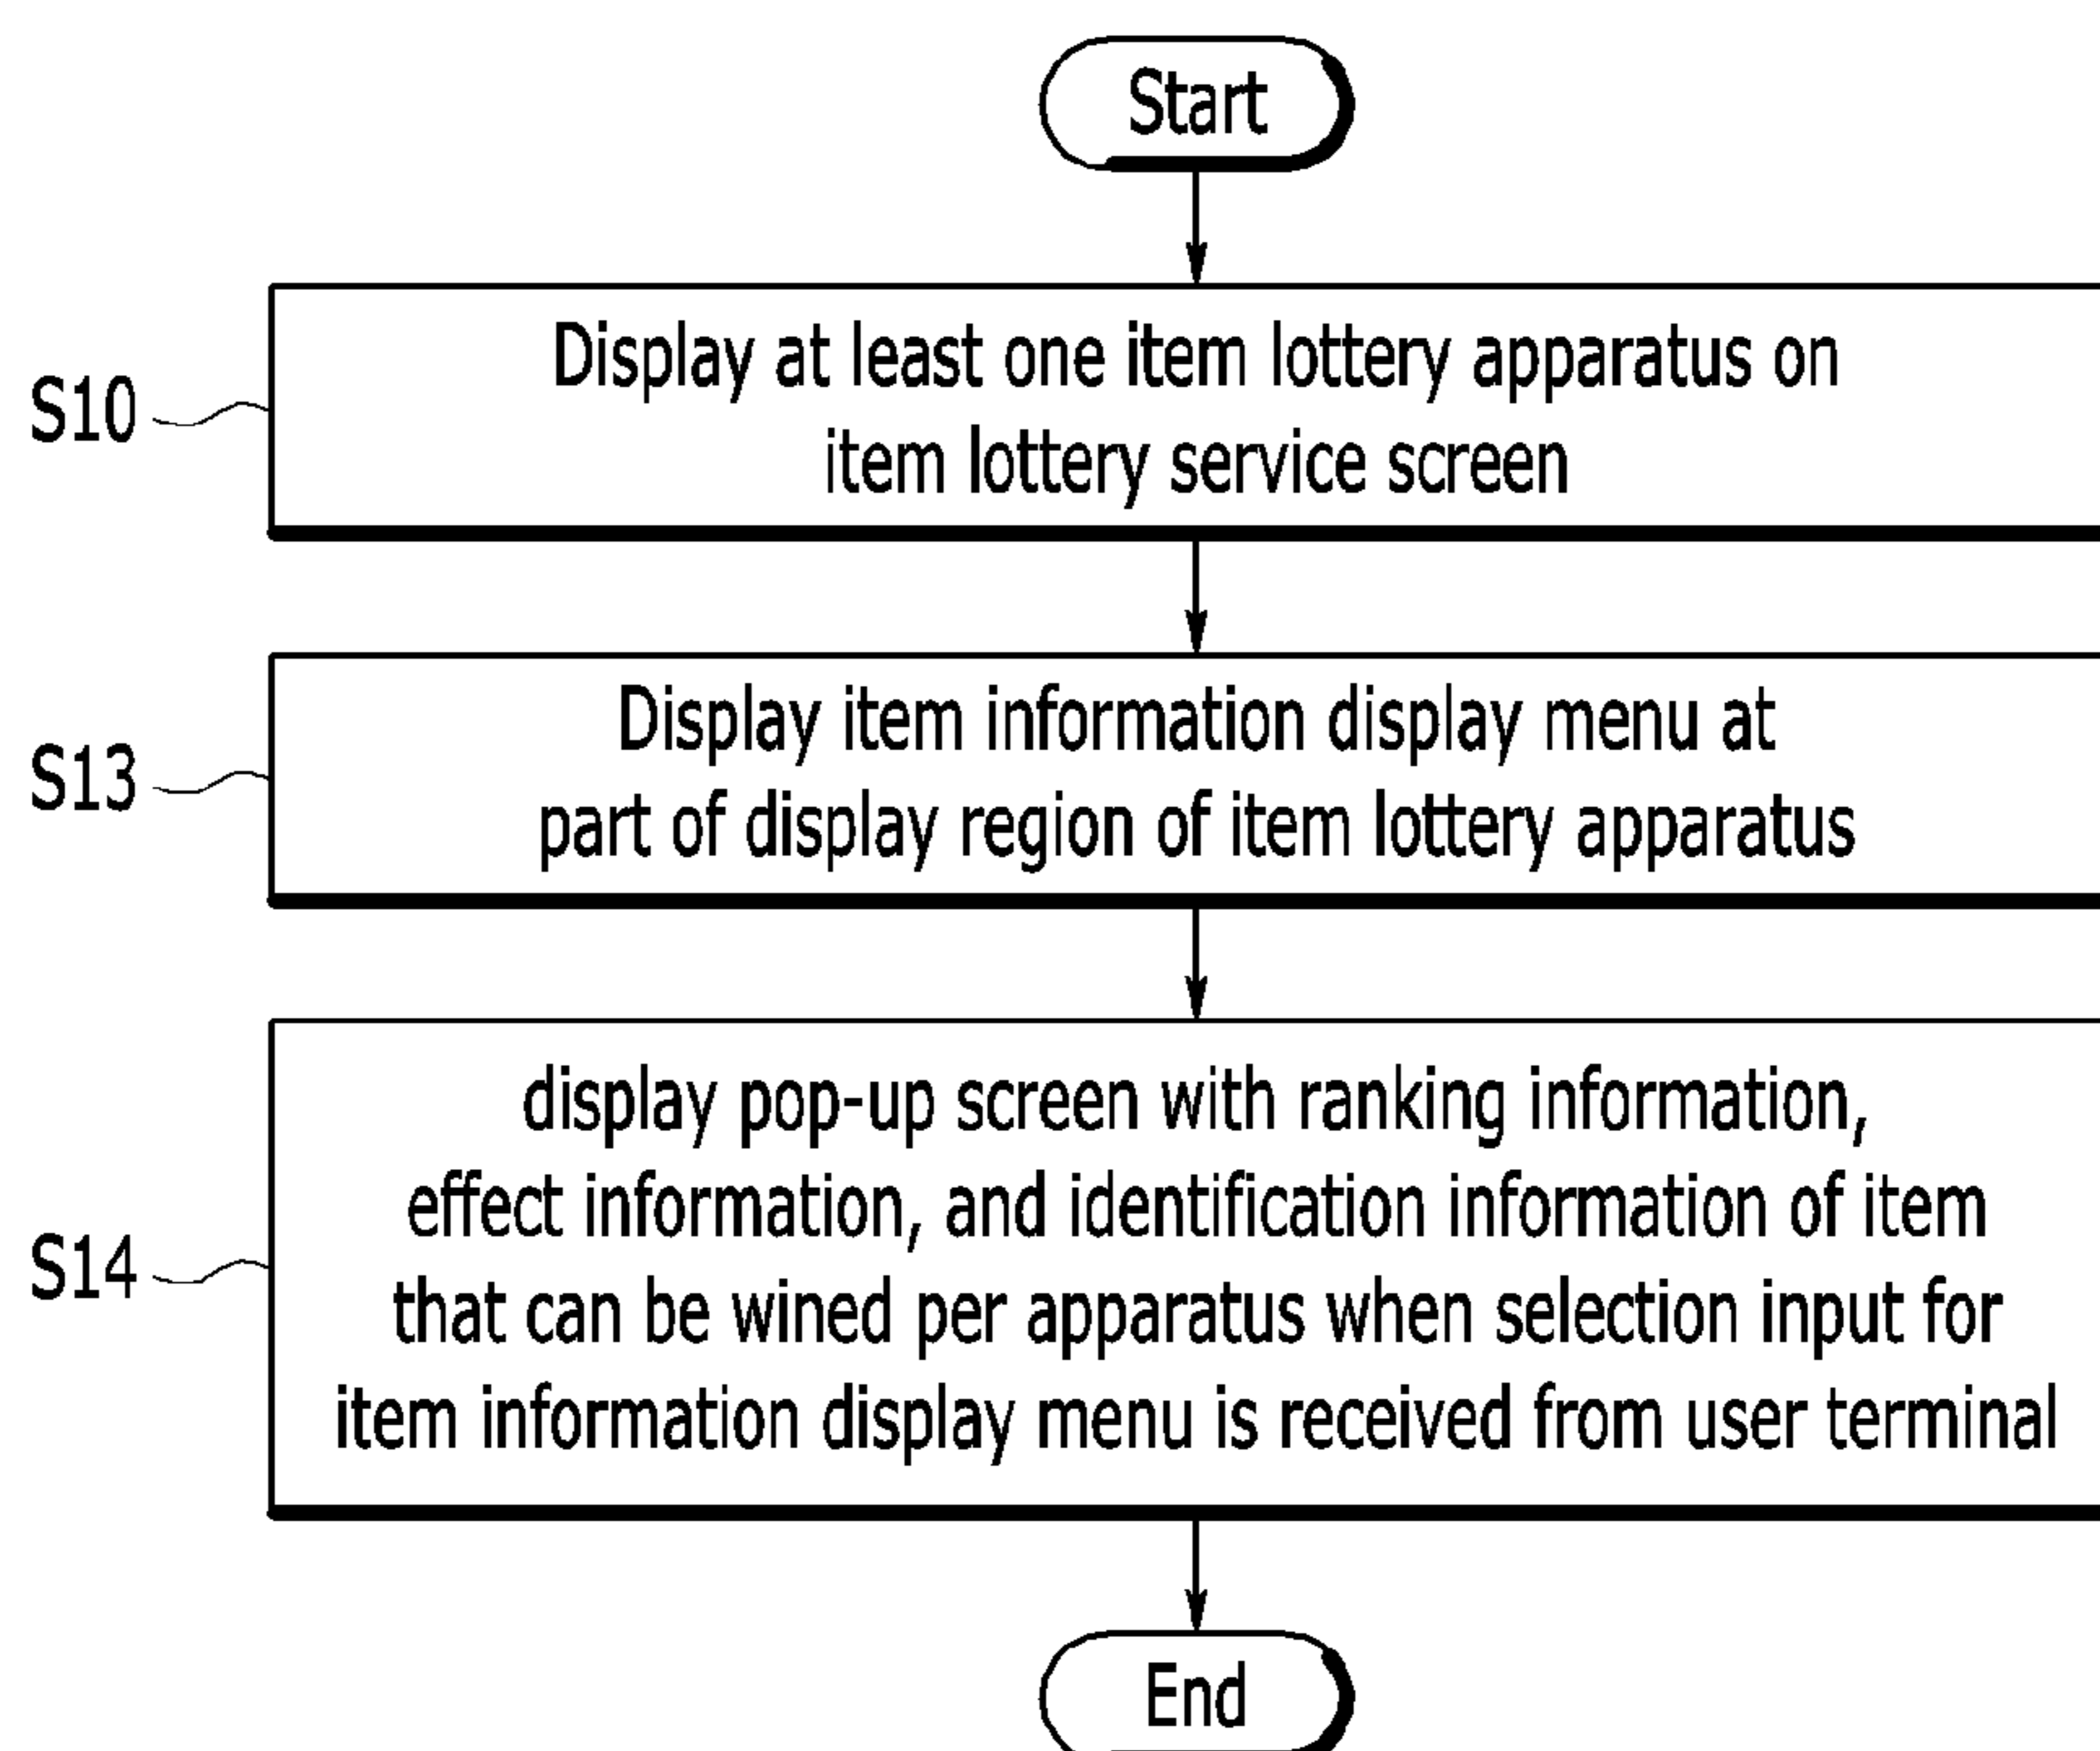 Start
S10
Display at least one item lottery apparatus on
item lottery service screen
S13
Display item information display menu at
part of display region of item lottery apparatus
S14
display pop-up screen with ranking information,
effect information, and identification information of item
that can be wined per apparatus when selection input for
item information display menu is received from user terminal
End